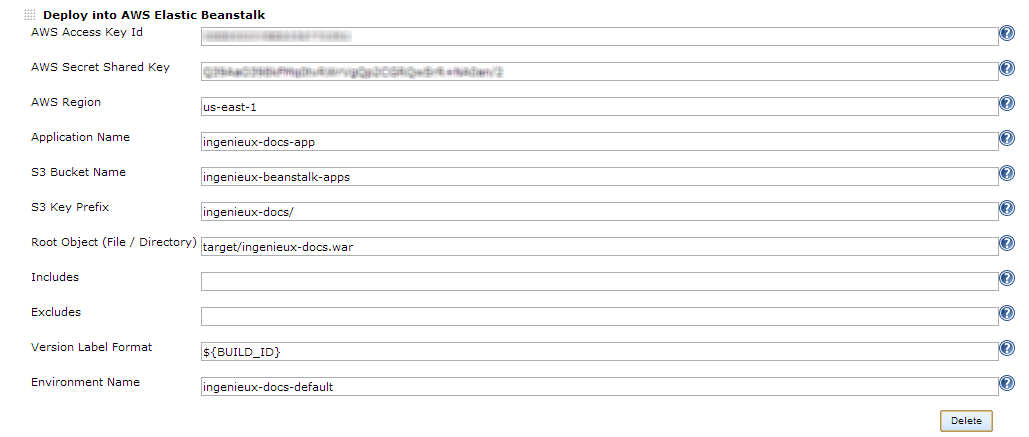 Deploy into AWS Elastic Beanstalk
AWS Access Key Id
AWS Secret Shared Key
AWS Region us-east-1
Application Name ingenieux-docs-app
S3 Bucket Name ingenieux-beanstalk-apps
S3 Key Prefix ingenieux-docs/
Root Object (File / Directory) target/ingenieux-docs.war
Includes
Excludes
Version Label Format ${BUILD_ID}
Environment Name ingenieux-docs-default
Delete